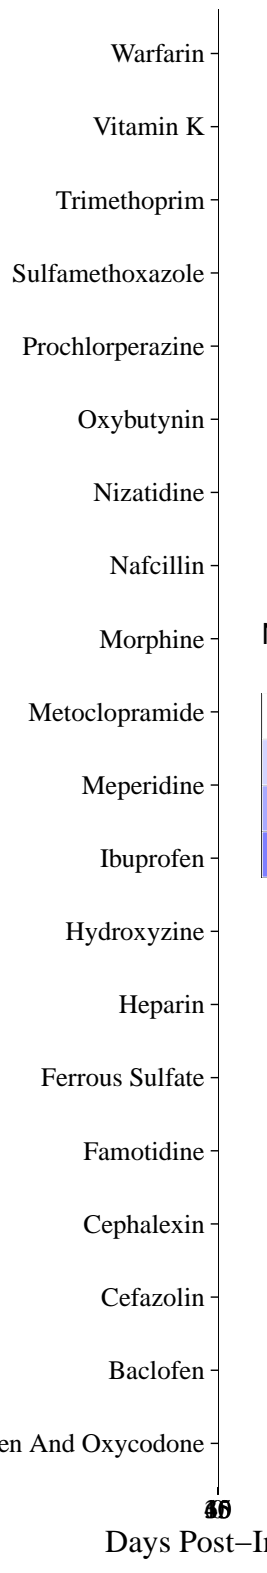 Warfarin
Vitamin K
Trimethoprim
Sulfamethoxazole
Prochlorperazine
Oxybutynin
Nizatidine
Nafcillin
Morphine
Metoclopramide
Meperidine
Ibuprofen
Hydroxyzine
Heparin
Ferrous Sulfate
Famotidine
Cephalexin
Cefazolin
Baclofen
And Oxycodone
Days